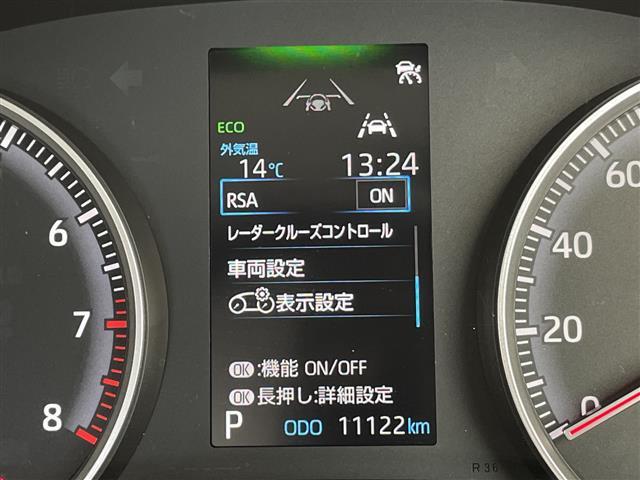 ECO
外気温
14℃ 13:24
RSA ON
レーダークルーズコントロール
車両設定
表示設定
OK:機能 ON/OFF
OK長押し:詳細設定
P ODO 11122km
6
7
8
60
40
20
0